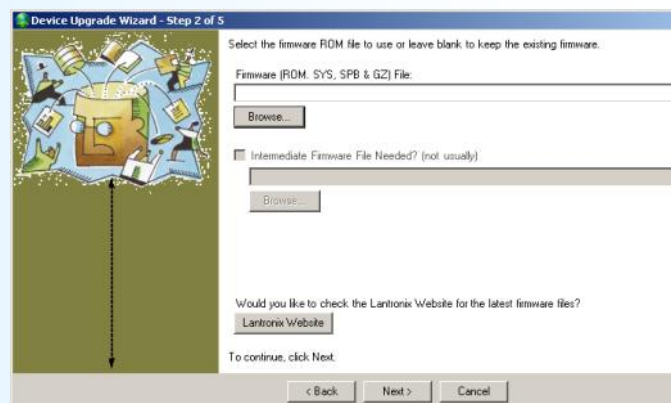 Device Upgrade Wizard - Step 2 of 5
Select the firmware ROM file to use or leave blank to keep the existing firmware.
Firmware (ROM. SYS, SPB & GZ) File:
Browse...
Intermediate Firmware File Needed? (not usually)
Browse...
Would you like to check the Lantronix Website for the latest firmware files?
Lantronix Website
To continue, click Next.
< Back Next > Cancel